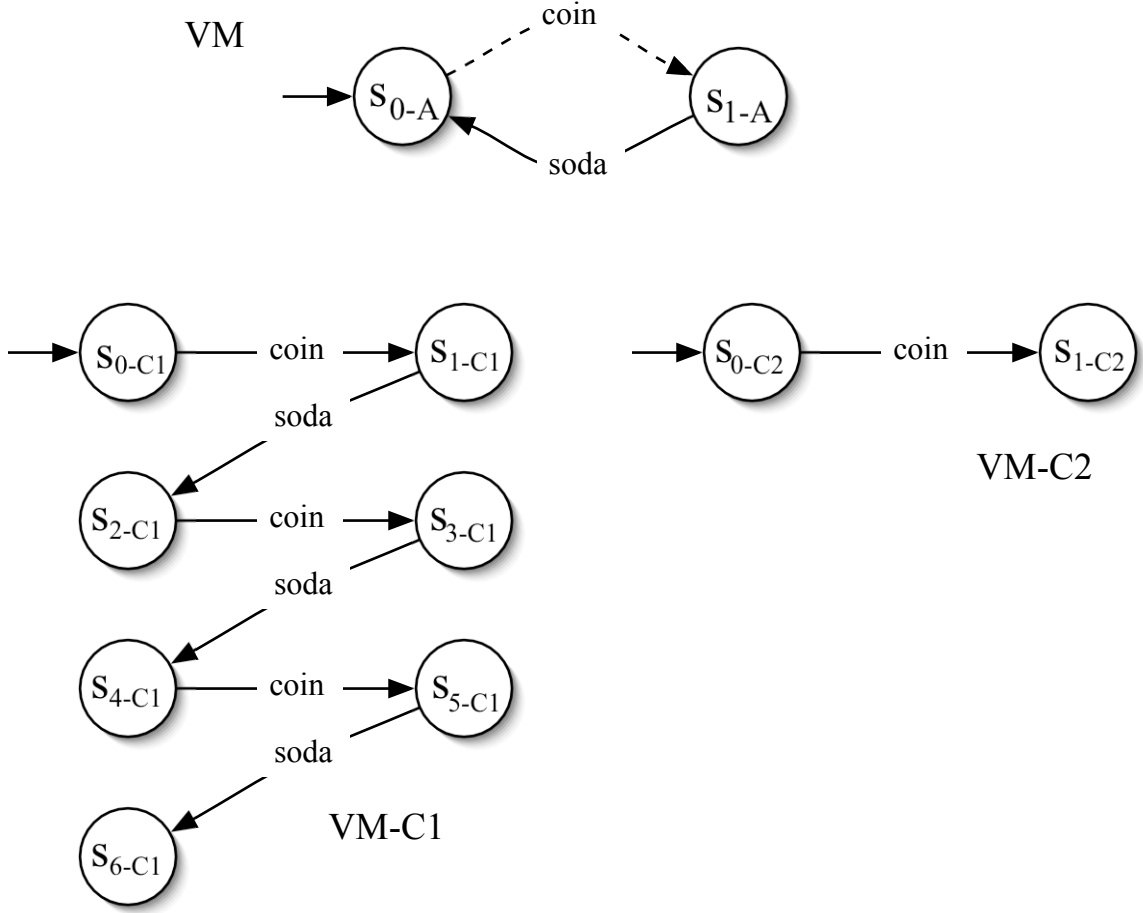 VM
coin
S0-A
S1-A
soda
S0-C1
coin
S1-C1
S0-C2
coin
S1-C2
soda
VM-C2
S2-C1
coin
S3-C1
soda
S4-C1
coin
S5-C1
soda
VM-C1
S6-C1